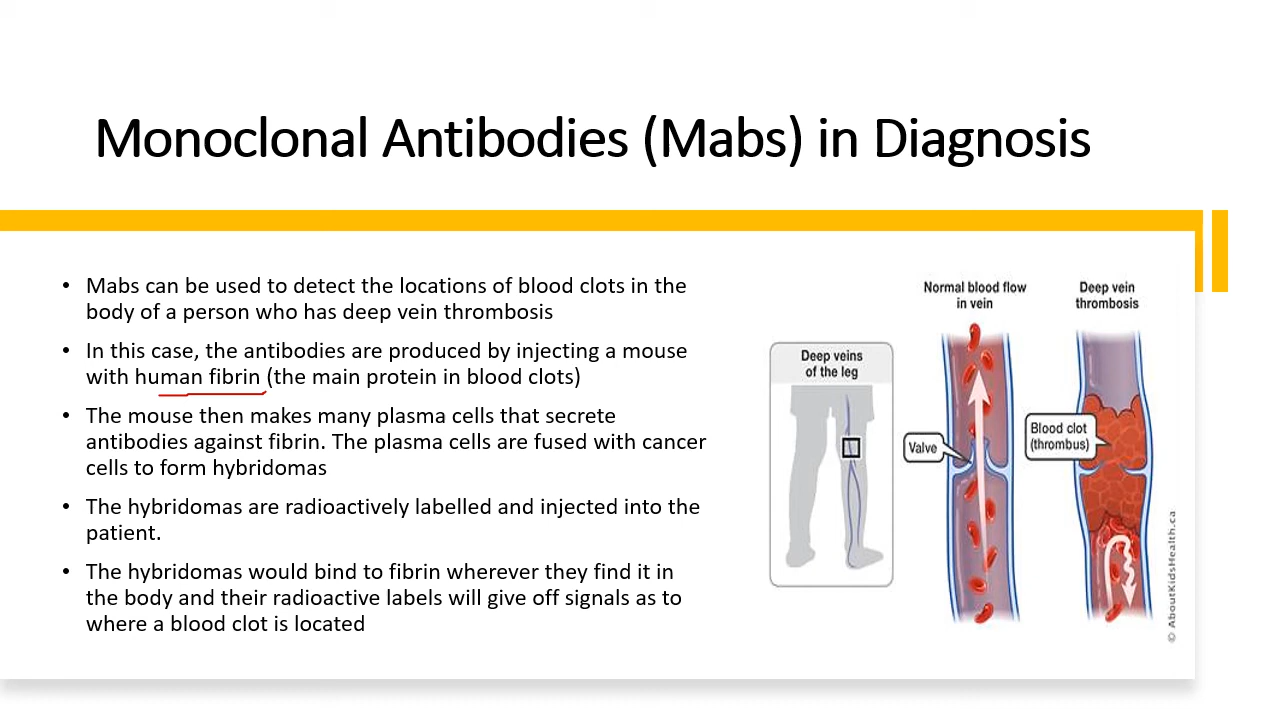 Monoclonal Antibodies (Mabs) in Diagnosis
• Mabs can be used to detect the locations of blood clots in the
body of a person who has deep vein thrombosis
• In this case, the antibodies are produced by injecting a mouse
with human fibrin (the main protein in blood clots)
• The mouse then makes many plasma cells that secrete
antibodies against fibrin. The plasma cells are fused with cancer
cells to form hybridomas
• The hybridomas are radioactively labelled and injected into the
patient.
• The hybridomas would bind to fibrin wherever they find it in
the body and their radioactive labels will give off signals as to
where a blood clot is located
Deep veins
of the leg
Normal blood flow
in vein
Valve
Deep vein
thrombosis
Blood clot
(thrombus)
© AboutKidsHealth.ca